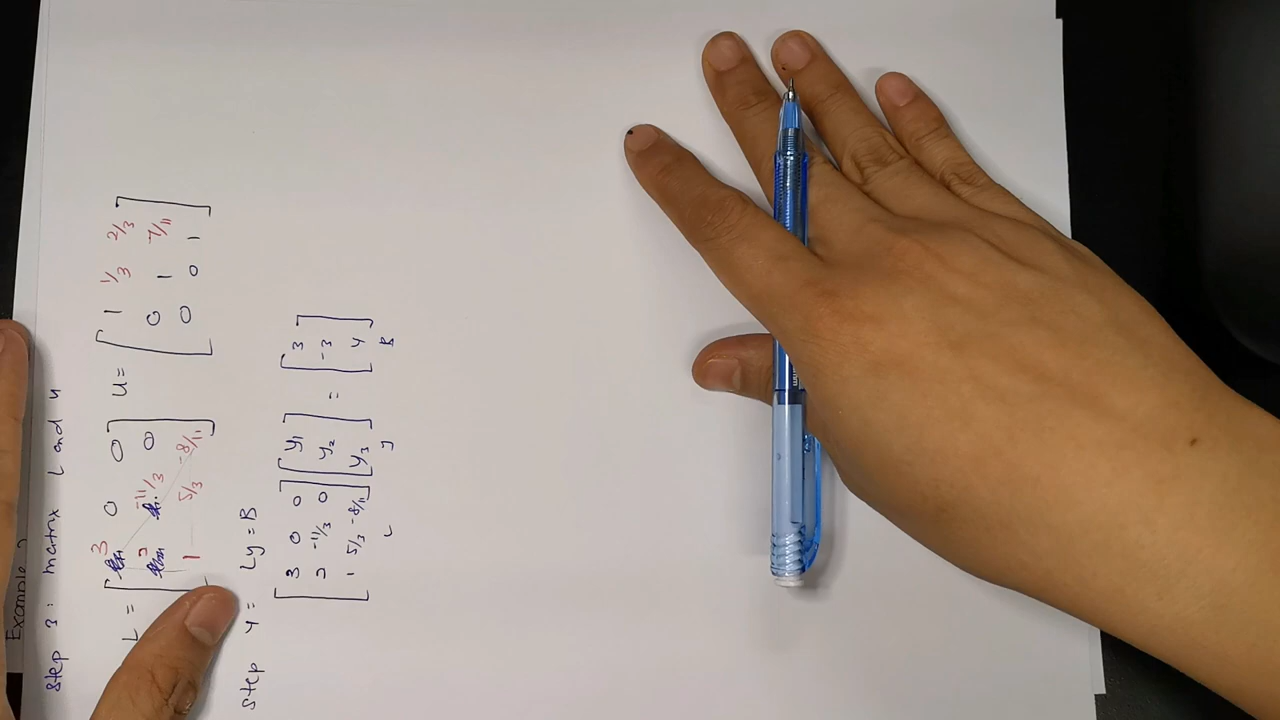 Example 2
Step 3 : matrix L and U
L = [ 3 0 0 U = [ 1 1/3 2/3 ]
2 -11/3 0 0 1 7/11
1 5/3 -8/11 ] 0 0 1 ]
Step 4 = Ly = B
[ 3 0 0 ] [ y1 ] = [ 3 ]
2 -11/3 0 y2 -3
1 5/3 -8/11 y3 4
L y B